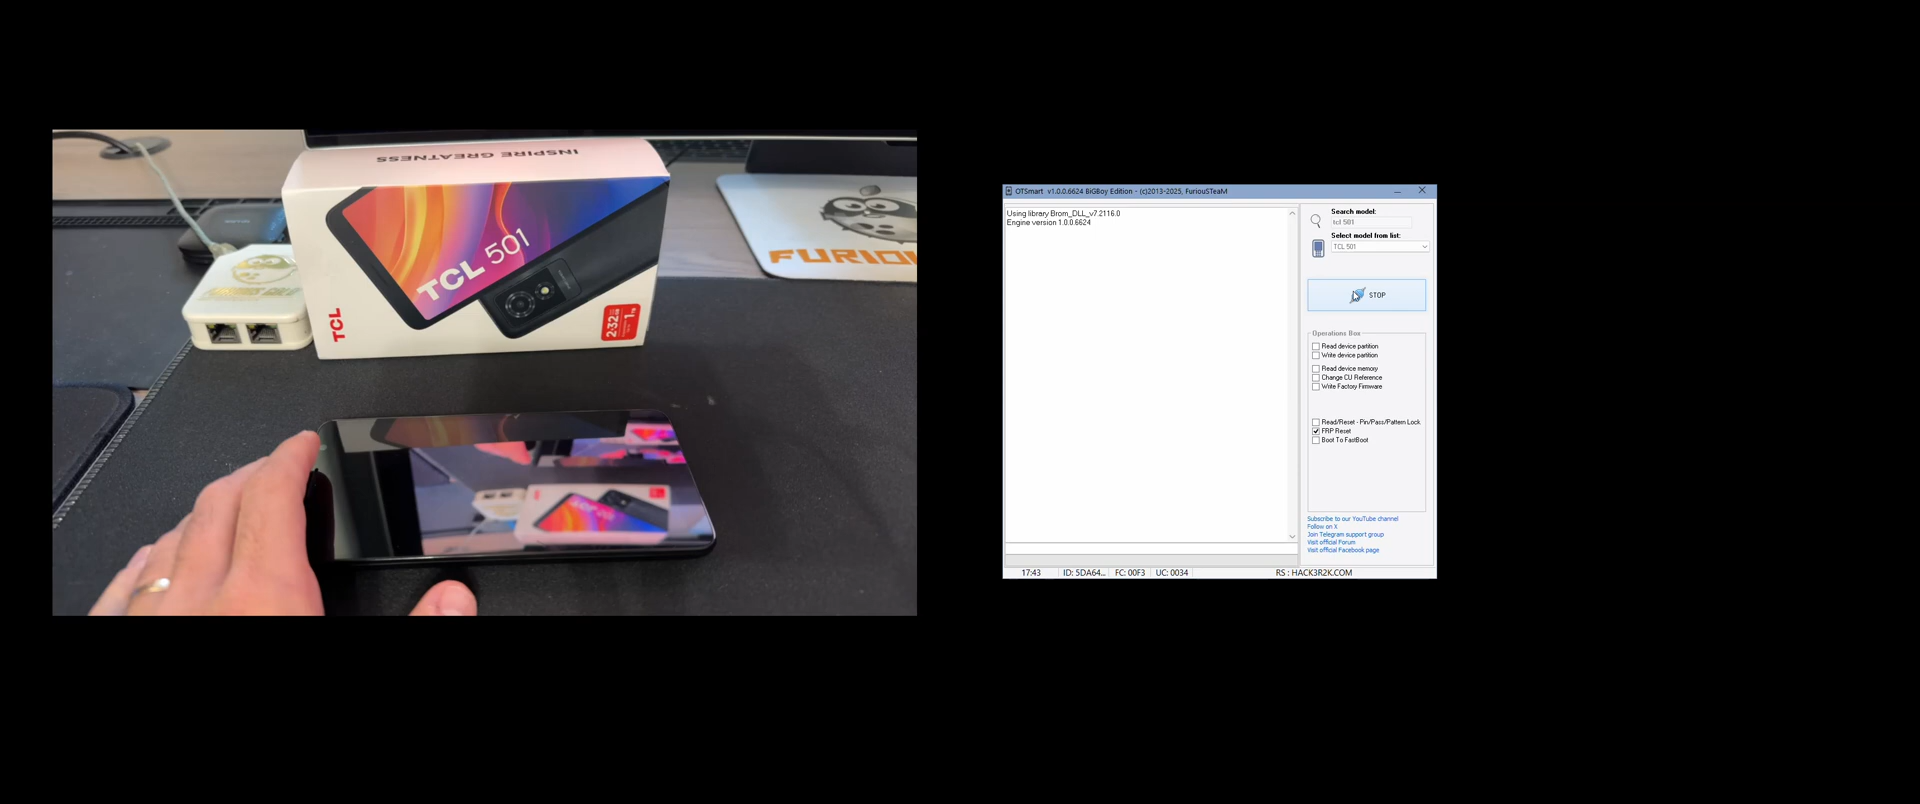 INSPIRE GREATNESS
TCL 501
TCL
2·32GB
1TB
FURIOU
OTSmart v1.0.0.6624 BiGBoy Edition - (c)2013-2025, FuriouSTeaM
Using library Brom_DLL_v7.2116.0
Engine version 1.0.0.6624
Search model:
tcl 501
Select model from list:
TCL 501
STOP
Operations Box
Read device partition
Write device partition
Read device memory
Change CU Reference
Write Factory Firmware
Read/Reset - Pin/Pass/Pattern Lock
FRP Reset
Boot To FastBoot
Subscribe to our YouTube channel
Follow on X
Join Telegram support group
Visit official Forum
Visit official Facebook page
17:43 ID: 5DA64... FC: 00F3 UC: 0034 RS : HACK3R2K.COM